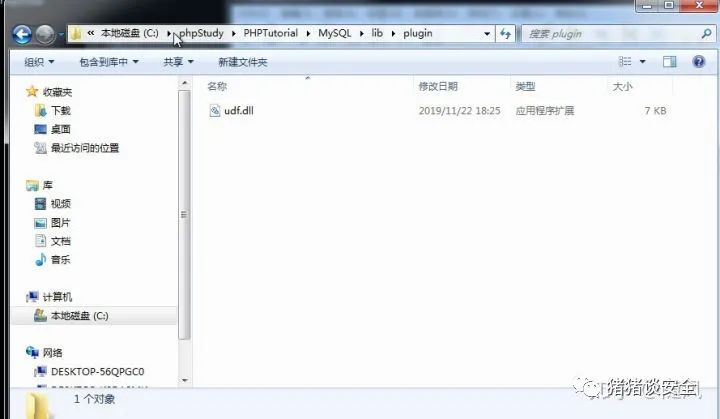 « 本地磁盘 (C:) ▸ phpStudy ▸ PHPTutorial ▸ MySQL ▸ lib ▸ plugin
搜索 plugin
组织 包含到库中 共享 新建文件夹
名称 修改日期 类型 大小
udf.dll 2019/11/22 18:25 应用程序扩展 7 KB
收藏夹
下载
桌面
最近访问的位置
库
视频
图片
文档
音乐
计算机
本地磁盘 (C:)
网络
DESKTOP-56QPGC0
1 个对象
猪猪谈安全